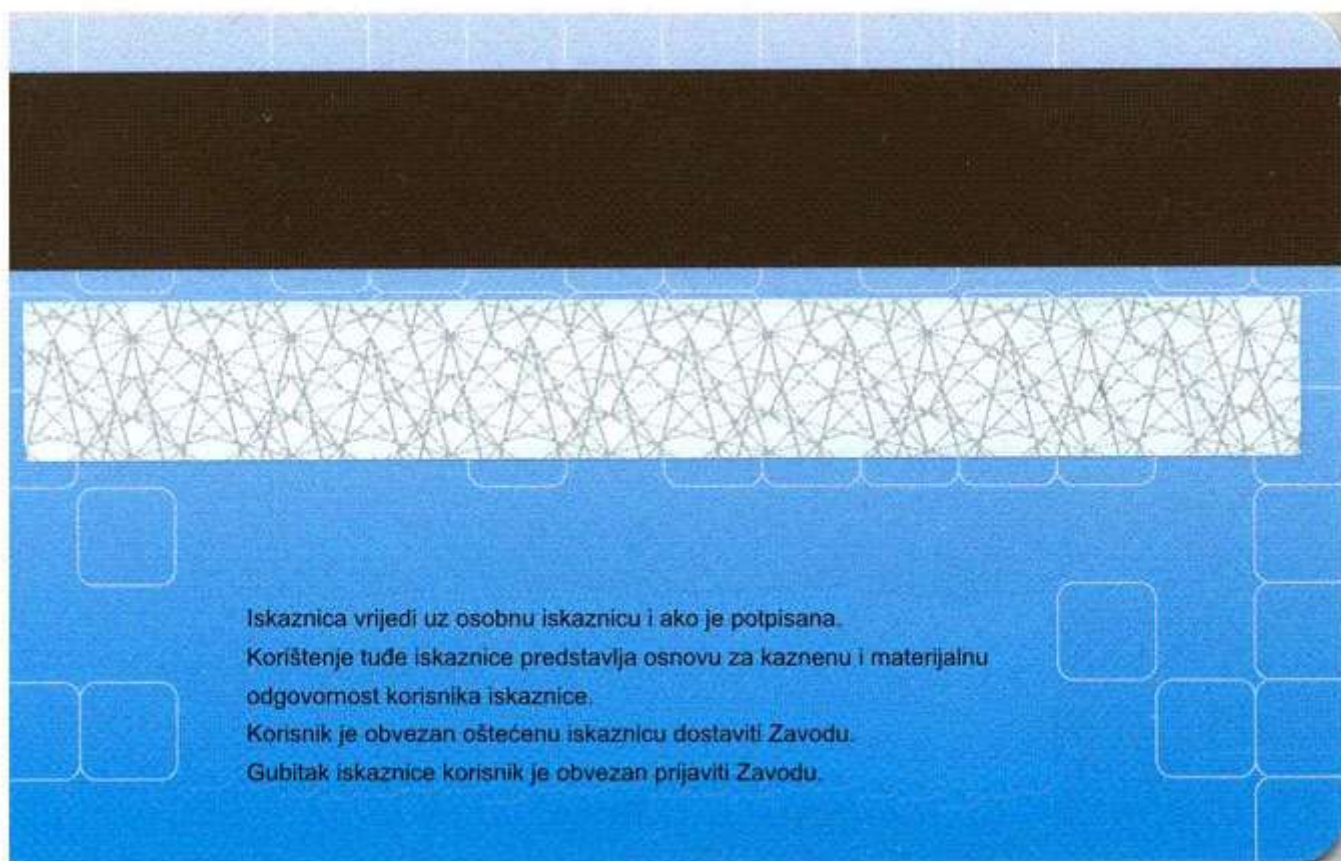 Iskaznica vrijedi uz osobnu iskaznicu i ako je potpisana.
Korištenje tuđe iskaznice predstavlja osnovu za kaznenu i materijalnu
odgovornost korisnika iskaznice.
Korisnik je obvezan oštećenu iskaznicu dostaviti Zavodu.
Gubitak iskaznice korisnik je obvezan prijaviti Zavodu.